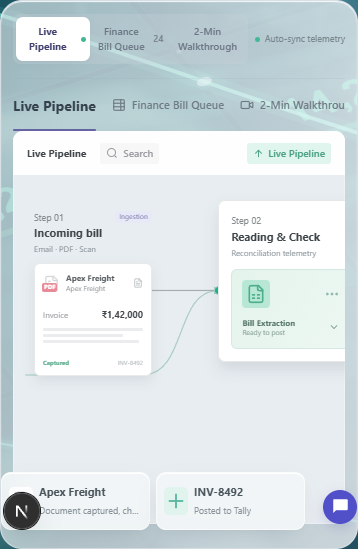 Live
Pipeline
Finance
Bill Queue
24
2-Min
Walkthrough
Auto-sync telemetry
Live Pipeline
Finance Bill Queue
2-Min Walkthrou
Live Pipeline
Search
Live Pipeline
Step 01
Ingestion
Incoming bill
Email · PDF · Scan
PDF
Apex Freight
Apex Freight
Invoice
₹1,42,000
Captured
INV-8492
Step 02
Reading & Check
Reconciliation telemetry
Bill Extraction
Ready to post
N
Apex Freight
Document captured, ch...
INV-8492
Posted to Tally